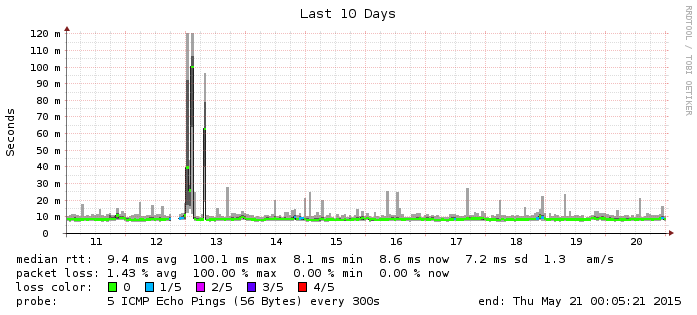 Last 10 Days
RRDTOOL / TOBI OETIKER
Seconds
120 m
110 m
100 m
90 m
80 m
70 m
60 m
50 m
40 m
30 m
20 m
10 m
0
11 12 13 14 15 16 17 18 19 20
median rtt: 9.4 ms avg 100.1 ms max 8.1 ms min 8.6 ms now 7.2 ms sd 1.3 am/s
packet loss: 1.43 % avg 100.00 % max 0.00 % min 0.00 % now
loss color: 0 1/5 2/5 3/5 4/5
probe: 5 ICMP Echo Pings (56 Bytes) every 300s end: Thu May 21 00:05:21 2015